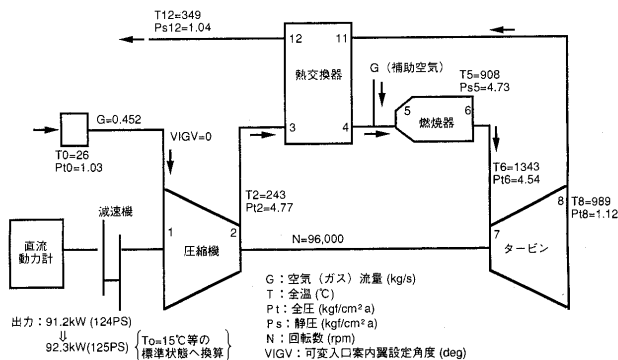 T12=349
Ps12=1.04
12
11
熱交換器
3
4
G（補助空気）
T5=908
Ps5=4.73
5
6
燃焼器
G=0.452
VIGV=0
T0=26
Pt0=1.03
T2=243
Pt2=4.77
T6=1343
Pt6=4.54
T8=989
Pt8=1.12
減速機
直流
動力計
1
2
圧縮機
N=96,000
7
8
タービン
出力：91.2kW (124PS)
⇓
92.3kW(125PS)
To=15℃等の
標準状態へ換算
G：空気（ガス）流量 (kg/s)
T：全温 (℃)
Pt：全圧 (kgf/cm² a)
Ps：静圧 (kgf/cm² a)
N：回転数 (rpm)
VIGV：可変入口案内翼設定角度 (deg)